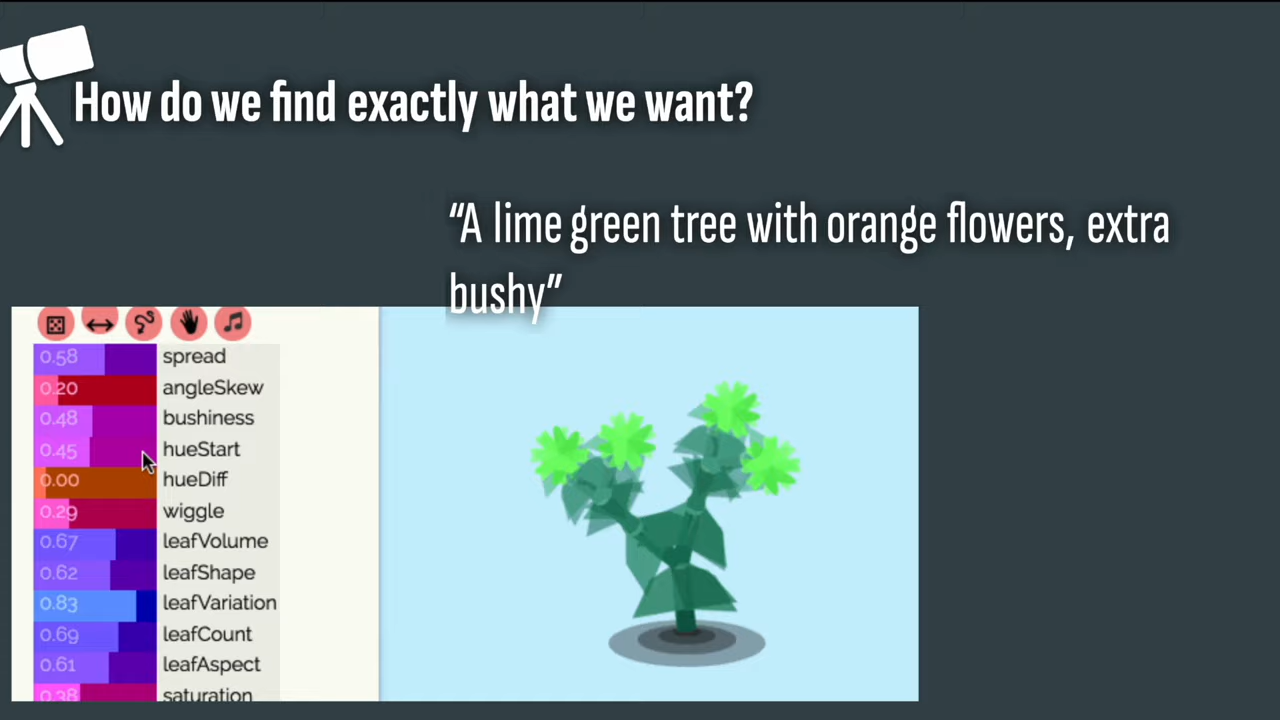 How do we find exactly what we want?
“A lime green tree with orange flowers, extra
bushy”
0.58 spread
0.20 angleSkew
0.48 bushiness
0.45 hueStart
0.00 hueDiff
0.29 wiggle
0.67 leafVolume
0.62 leafShape
0.83 leafVariation
0.69 leafCount
0.61 leafAspect
0.38 saturation